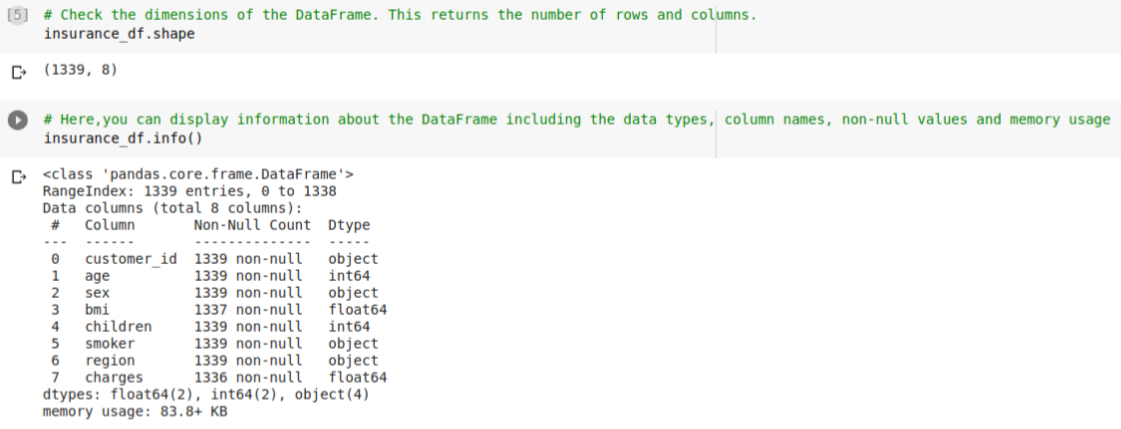 [5] # Check the dimensions of the DataFrame. This returns the number of rows and columns.
insurance_df.shape
(1339, 8)
# Here,you can display information about the DataFrame including the data types, column names, non-null values and memory usage
insurance_df.info()
<class 'pandas.core.frame.DataFrame'>
RangeIndex: 1339 entries, 0 to 1338
Data columns (total 8 columns):
 #   Column       Non-Null Count  Dtype
---  ------       --------------  -----
 0   customer_id  1339 non-null   object
 1   age          1339 non-null   int64
 2   sex          1339 non-null   object
 3   bmi          1337 non-null   float64
 4   children     1339 non-null   int64
 5   smoker       1339 non-null   object
 6   region       1339 non-null   object
 7   charges      1336 non-null   float64
dtypes: float64(2), int64(2), object(4)
memory usage: 83.8+ KB